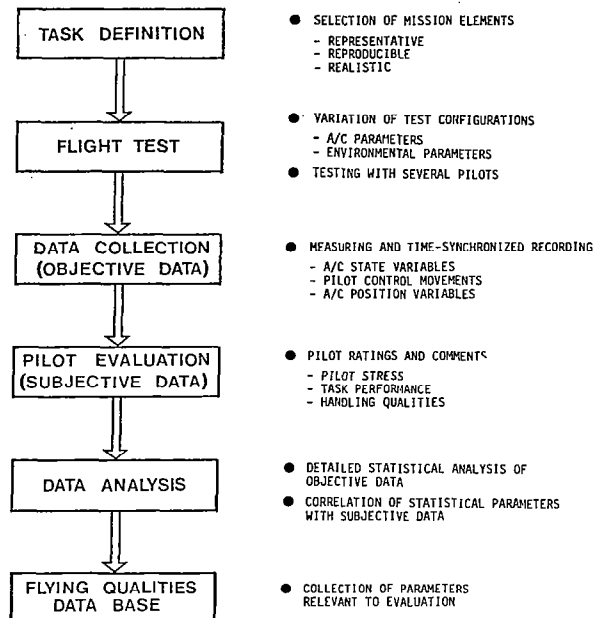 TASK DEFINITION
● SELECTION OF MISSION ELEMENTS
- REPRESENTATIVE
- REPRODUCIBLE
- REALISTIC
FLIGHT TEST
● VARIATION OF TEST CONFIGURATIONS
- A/C PARAMETERS
- ENVIRONMENTAL PARAMETERS
● TESTING WITH SEVERAL PILOTS
DATA COLLECTION
(OBJECTIVE DATA)
● MEASURING AND TIME-SYNCHRONIZED RECORDING
- A/C STATE VARIABLES
- PILOT CONTROL MOVEMENTS
- A/C POSITION VARIABLES
PILOT EVALUATION
(SUBJECTIVE DATA)
● PILOT RATINGS AND COMMENTS
- PILOT STRESS
- TASK PERFORMANCE
- HANDLING QUALITIES
DATA ANALYSIS
● DETAILED STATISTICAL ANALYSIS OF
OBJECTIVE DATA
● CORRELATION OF STATISTICAL PARAMETERS
WITH SUBJECTIVE DATA
FLYING QUALITIES
DATA BASE
● COLLECTION OF PARAMETERS
RELEVANT TO EVALUATION